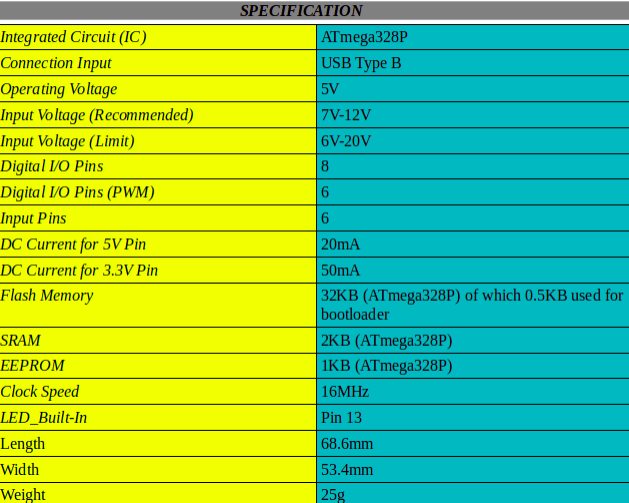 SPECIFICATION
Integrated Circuit (IC) ATmega328P
Connection Input USB Type B
Operating Voltage 5V
Input Voltage (Recommended) 7V-12V
Input Voltage (Limit) 6V-20V
Digital I/O Pins 8
Digital I/O Pins (PWM) 6
Input Pins 6
DC Current for 5V Pin 20mA
DC Current for 3.3V Pin 50mA
Flash Memory 32KB (ATmega328P) of which 0.5KB used for
bootloader
SRAM 2KB (ATmega328P)
EEPROM 1KB (ATmega328P)
Clock Speed 16MHz
LED_Built-In Pin 13
Length 68.6mm
Width 53.4mm
Weight 25g